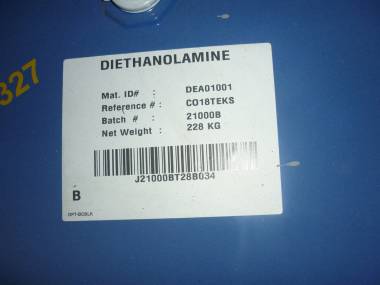 DIETHANOLAMINE
Mat. ID# : DEA01001
Reference # : CO18TEKS
Batch # : 21000B
Net Weight : 228 KG
J21000BT28B034
B
327